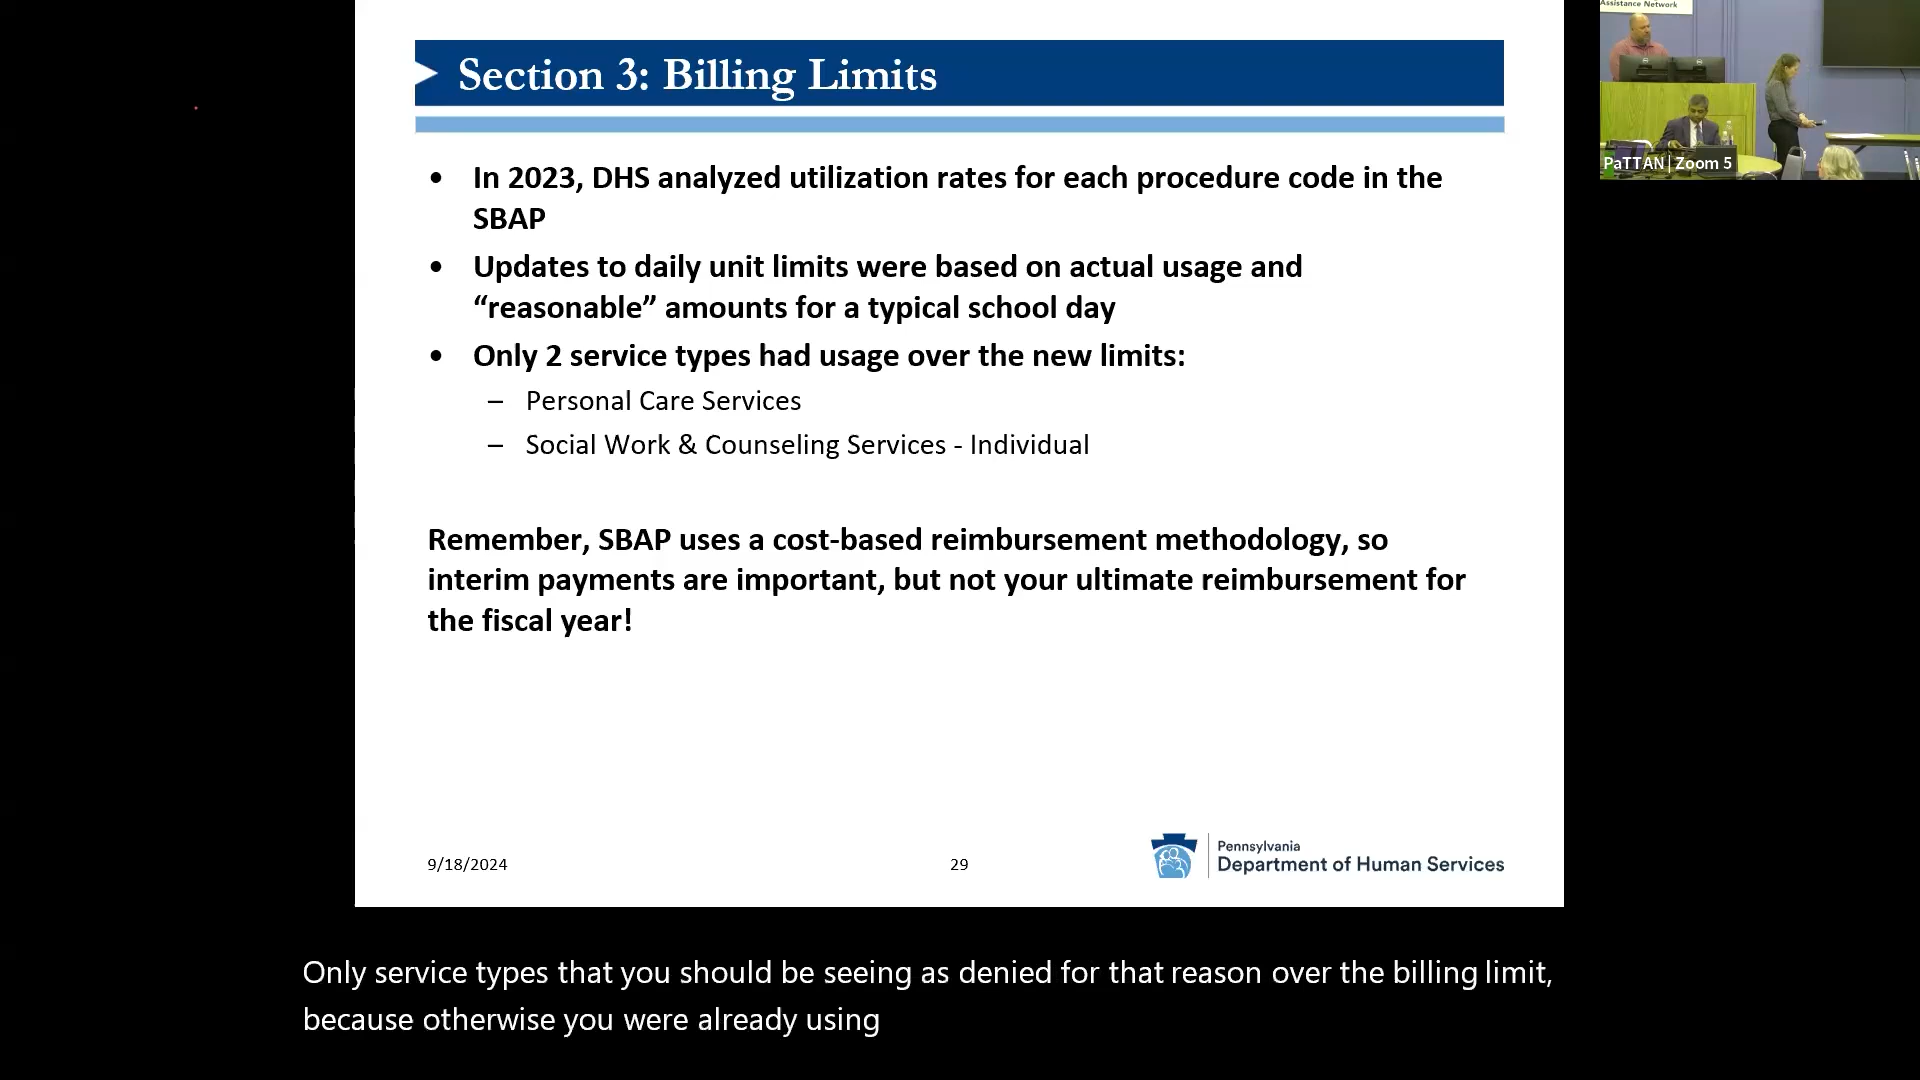 Assistance Network
Section 3: Billing Limits
• In 2023, DHS analyzed utilization rates for each procedure code in the
SBAP
• Updates to daily unit limits were based on actual usage and
“reasonable” amounts for a typical school day
• Only 2 service types had usage over the new limits:
– Personal Care Services
– Social Work & Counseling Services - Individual
Remember, SBAP uses a cost-based reimbursement methodology, so
interim payments are important, but not your ultimate reimbursement for
the fiscal year!
PaTTAN | Zoom 5
9/18/2024
29
Pennsylvania
Department of Human Services
Only service types that you should be seeing as denied for that reason over the billing limit,
because otherwise you were already using